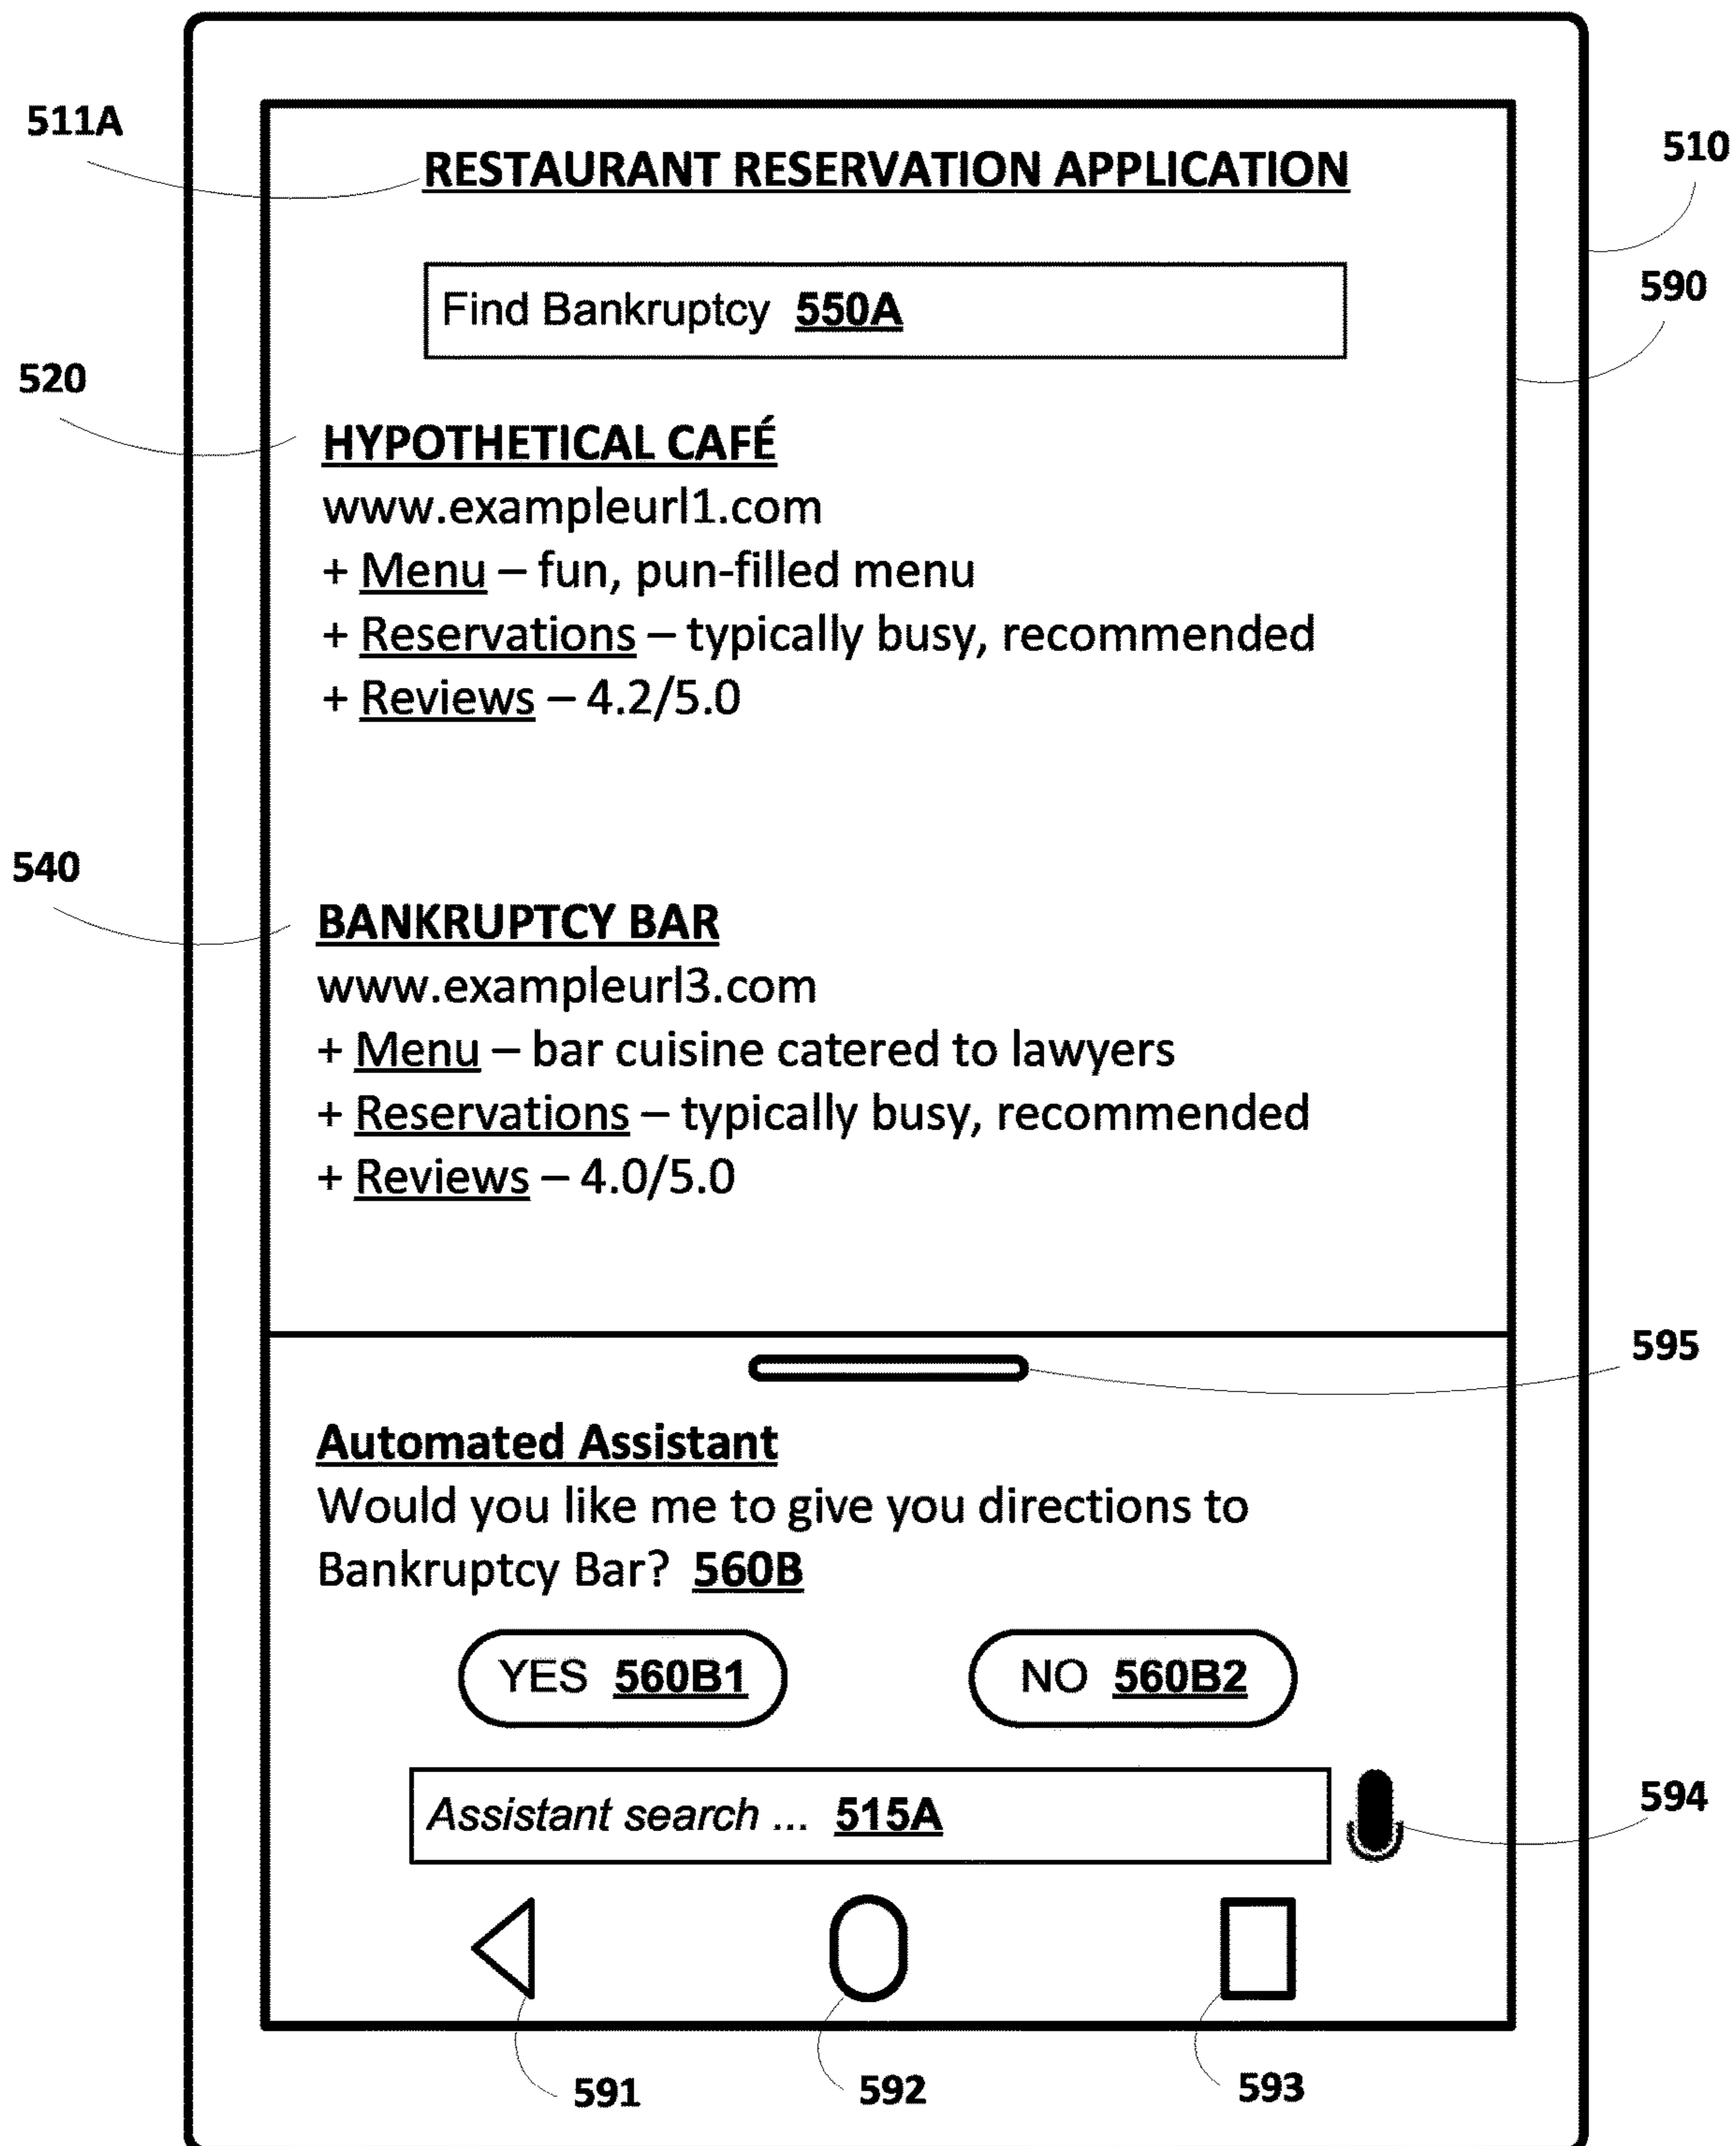 511A
RESTAURANT RESERVATION APPLICATION
510
590
Find Bankruptcy 550A
520
HYPOTHETICAL CAFÉ
www.exampleurl1.com
+ Menu – fun, pun-filled menu
+ Reservations – typically busy, recommended
+ Reviews – 4.2/5.0
540
BANKRUPTCY BAR
www.exampleurl3.com
+ Menu – bar cuisine catered to lawyers
+ Reservations – typically busy, recommended
+ Reviews – 4.0/5.0
595
Automated Assistant
Would you like me to give you directions to
Bankruptcy Bar? 560B
YES 560B1
NO 560B2
Assistant search ... 515A
594
591
592
593